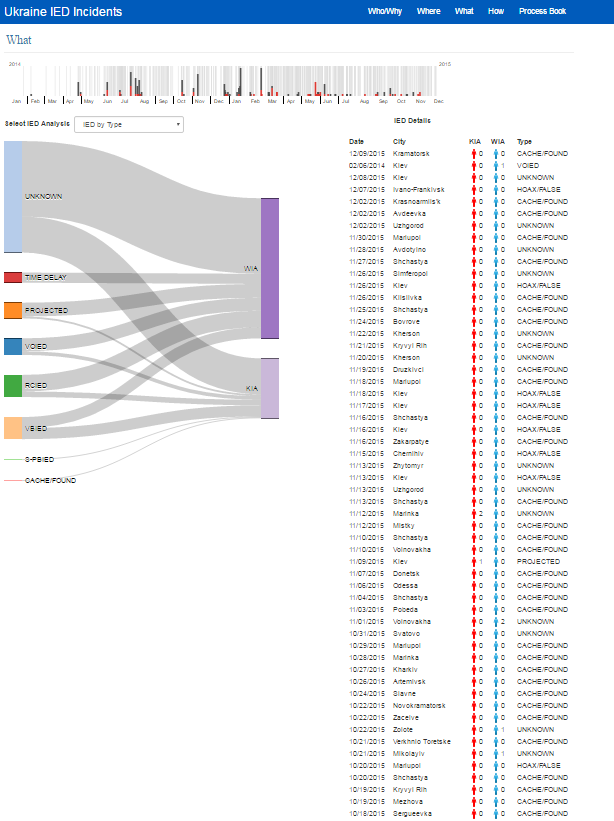 Ukraine IED Incidents
Who/Why Where What How Process Book
What
2014 2015
Jan Feb Mar Apr May Jun Jul Aug Sep Oct Nov Dec Jan Feb Mar Apr May Jun Jul Aug Sep Oct Nov Dec
Select IED Analysis IED by Type
IED Details
UNKNOWN
TIME DELAY
PROJECTED
VOIED
RCIED
VBIED
S-PBIED
CACHE/FOUND
WIA
KIA
Date City KIA WIA Type
12/09/2015 Kramatorsk 0 0 CACHE/FOUND
02/06/2014 Kiev 0 1 VOIED
12/08/2015 Kiev 0 0 UNKNOWN
12/07/2015 Ivano-Frankivsk 0 0 HOAX/FALSE
12/02/2015 Krasnoarmiis'k 0 0 CACHE/FOUND
12/02/2015 Avdeevka 0 0 CACHE/FOUND
12/02/2015 Uzhgorod 0 0 UNKNOWN
11/30/2015 Mariupol 0 0 CACHE/FOUND
11/28/2015 Avdotyino 0 0 UNKNOWN
11/27/2015 Shchastya 0 0 CACHE/FOUND
11/26/2015 Simferopol 0 0 UNKNOWN
11/26/2015 Kiev 0 0 HOAX/FALSE
11/26/2015 Kiisiivka 0 0 CACHE/FOUND
11/25/2015 Shchastya 0 0 CACHE/FOUND
11/24/2015 Bovrove 0 0 CACHE/FOUND
11/22/2015 Kherson 0 0 UNKNOWN
11/21/2015 Kryvyi Rih 0 0 CACHE/FOUND
11/20/2015 Kherson 0 0 UNKNOWN
11/19/2015 Druzkivci 0 0 CACHE/FOUND
11/18/2015 Mariupol 0 0 CACHE/FOUND
11/18/2015 Kiev 0 0 HOAX/FALSE
11/17/2015 Kiev 0 0 HOAX/FALSE
11/16/2015 Shchastya 0 0 CACHE/FOUND
11/16/2015 Kiev 0 0 HOAX/FALSE
11/16/2015 Zakarpatye 0 0 CACHE/FOUND
11/15/2015 Chernihiv 0 0 HOAX/FALSE
11/13/2015 Zhytomyr 0 0 UNKNOWN
11/13/2015 Kiev 0 0 HOAX/FALSE
11/13/2015 Uzhgorod 0 0 UNKNOWN
11/13/2015 Shchastya 0 0 CACHE/FOUND
11/12/2015 Marinka 2 0 UNKNOWN
11/12/2015 Mistky 0 0 CACHE/FOUND
11/10/2015 Shchastya 0 0 CACHE/FOUND
11/10/2015 Volnovakha 0 0 CACHE/FOUND
11/09/2015 Kiev 1 0 PROJECTED
11/07/2015 Donetsk 0 0 CACHE/FOUND
11/06/2015 Odessa 0 0 CACHE/FOUND
11/04/2015 Shchastya 0 0 CACHE/FOUND
11/03/2015 Pobeda 0 0 CACHE/FOUND
11/01/2015 Volnovakha 0 2 UNKNOWN
10/31/2015 Svatovo 0 0 UNKNOWN
10/29/2015 Mariupol 0 0 CACHE/FOUND
10/28/2015 Marinka 0 0 CACHE/FOUND
10/27/2015 Kharkiv 0 0 CACHE/FOUND
10/26/2015 Artemivsk 0 0 CACHE/FOUND
10/24/2015 Slavne 0 0 CACHE/FOUND
10/22/2015 Novokramatorsk 0 0 CACHE/FOUND
10/22/2015 Zaceive 0 0 CACHE/FOUND
10/22/2015 Zolote 0 1 UNKNOWN
10/21/2015 Verkhnio Toretske 0 0 CACHE/FOUND
10/21/2015 Mikolayiv 0 1 UNKNOWN
10/20/2015 Mariupol 0 0 HOAX/FALSE
10/20/2015 Shchastya 0 0 CACHE/FOUND
10/19/2015 Kryvyi Rih 0 0 CACHE/FOUND
10/19/2015 Mezhova 0 0 CACHE/FOUND
10/18/2015 Sergueevka 0 0 CACHE/FOUND